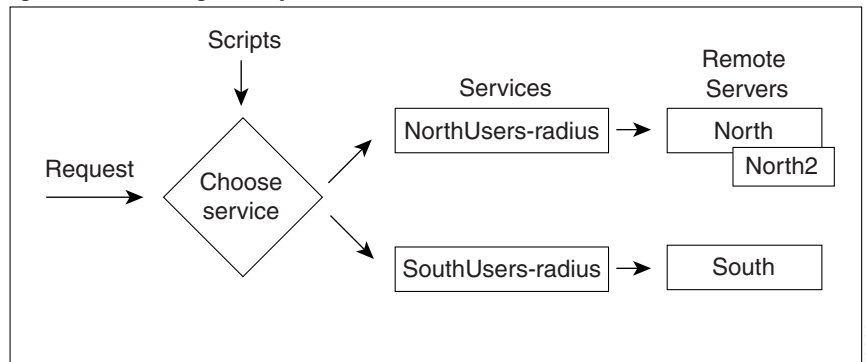 Scripts
Remote
Servers
Services
NorthUsers-radius
North
North2
Request
Choose
service
SouthUsers-radius
South